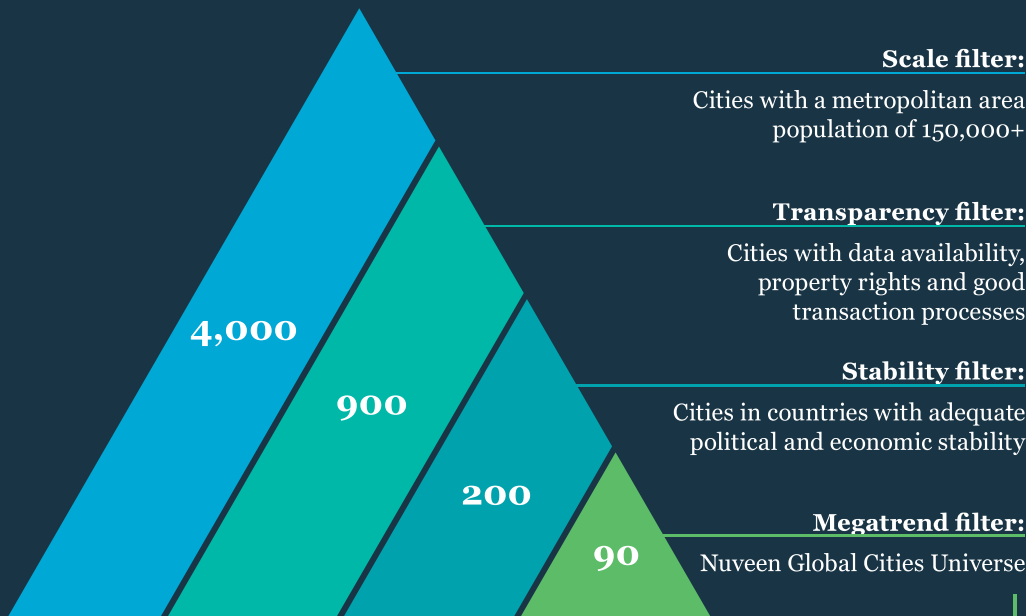 Scale filter:
Cities with a metropolitan area
population of 150,000+
Transparency filter:
Cities with data availability,
property rights and good
transaction processes
4,000
Stability filter:
900
Cities in countries with adequate
political and economic stability
200
Megatrend filter:
90
Nuveen Global Cities Universe